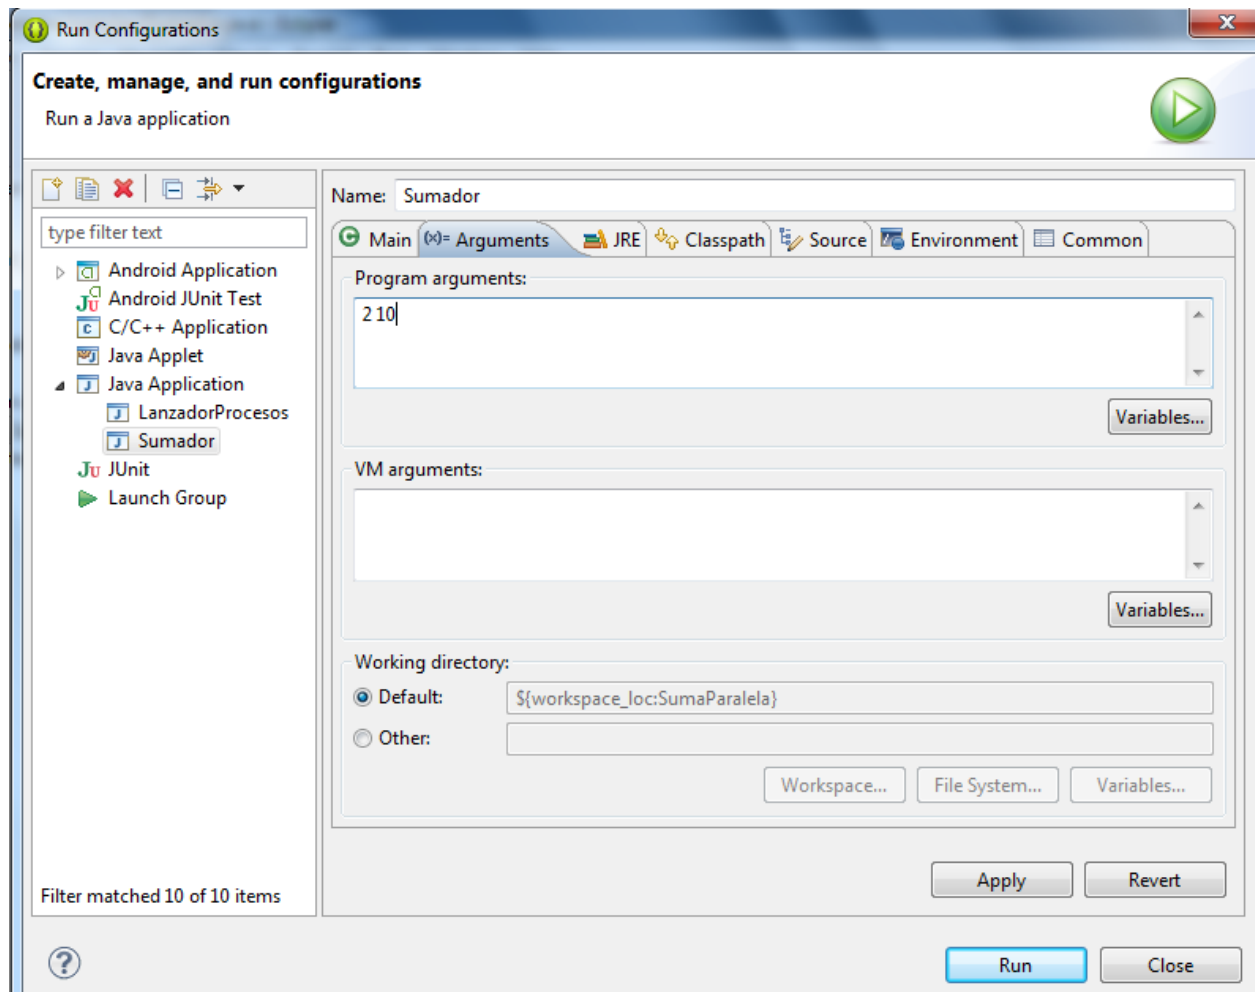 Run Configurations
Create, manage, and run configurations
Run a Java application
type filter text
Android Application
Android JUnit Test
C/C++ Application
Java Applet
Java Application
LanzadorProcesos
Sumador
JUnit
Launch Group
Filter matched 10 of 10 items
Name: Sumador
Main (x)= Arguments JRE Classpath Source Environment Common
Program arguments:
2 10
Variables...
VM arguments:
Variables...
Working directory:
Default: ${workspace_loc:SumaParalela}
Other:
Workspace... File System... Variables...
Apply Revert
Run Close